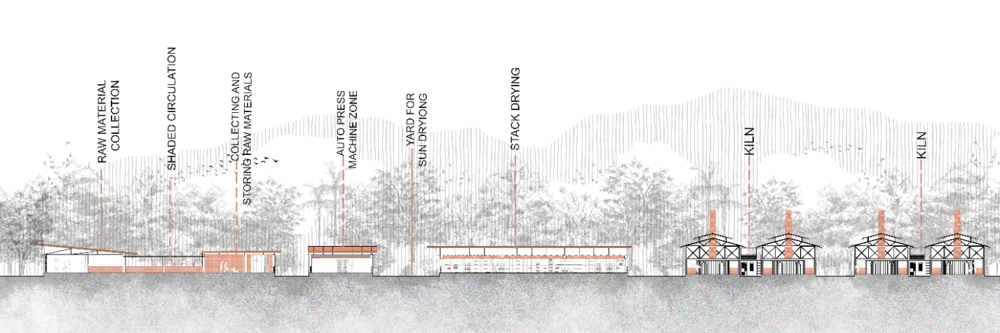 RAW MATERIAL
COLLECTION
SHADED CIRCULATION
COLLECTING AND
STORING RAW MATERIALS
AUTO PRESS
MACHINE ZONE
YARD FOR
SUN DRYIONG
STACK DRYING
KILN
KILN